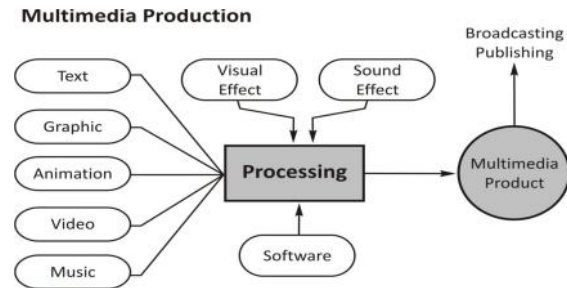 Multimedia Production
Text
Graphic
Animation
Video
Music
Visual
Effect
Sound
Effect
Processing
Software
Multimedia
Product
Broadcasting
Publishing